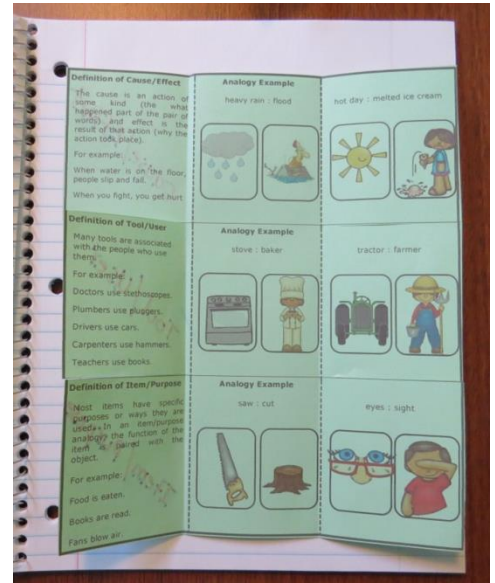 Definition of Cause/Effect
The cause is an action of
some kind (the what
happened part of the pair of
words) and effect is the
result of that action (why the
action took place).
For example:
When water is on the floor,
people slip and fall.
When you fight, you get hurt
Analogy Example
heavy rain : flood
hot day : melted ice cream
Definition of Tool/User
Many tools are associated
with the people who use
them.
For example:
Doctors use stethoscopes.
Plumbers use pluggers.
Drivers use cars.
Carpenters use hammers.
Teachers use books.
Analogy Example
stove : baker
tractor : farmer
Definition of Item/Purpose
Most items have specific
purposes or ways they are
used. In an item/purpose
analogy the function of the
item is paired with the
object.
For example:
Food is eaten.
Books are read.
Fans blow air.
Analogy Example
saw : cut
eyes : sight